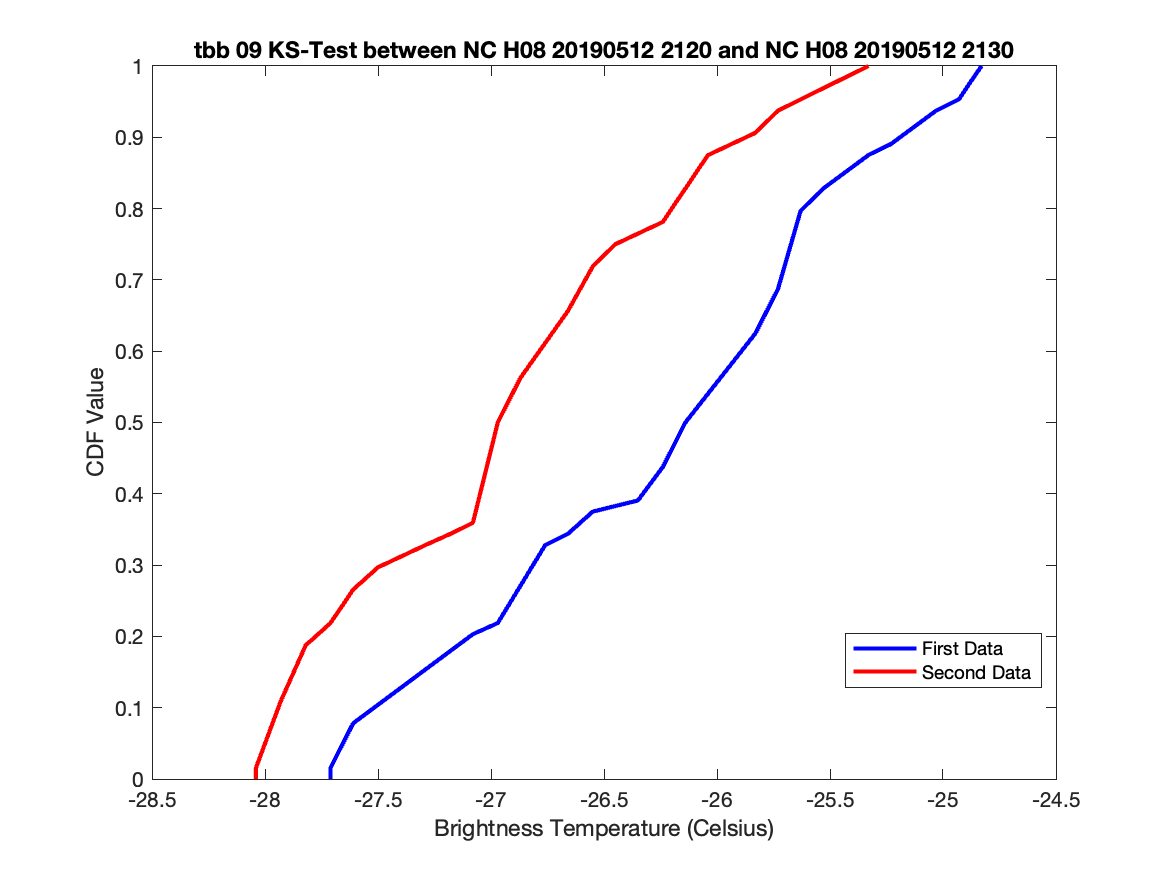 tbb 09 KS-Test between NC H08 20190512 2120 and NC H08 20190512 2130
1
0.9
0.8
0.7
0.6
0.5
0.4
0.3
0.2
0.1
0
CDF Value
First Data
Second Data
-28.5 -28 -27.5 -27 -26.5 -26 -25.5 -25 -24.5
Brightness Temperature (Celsius)